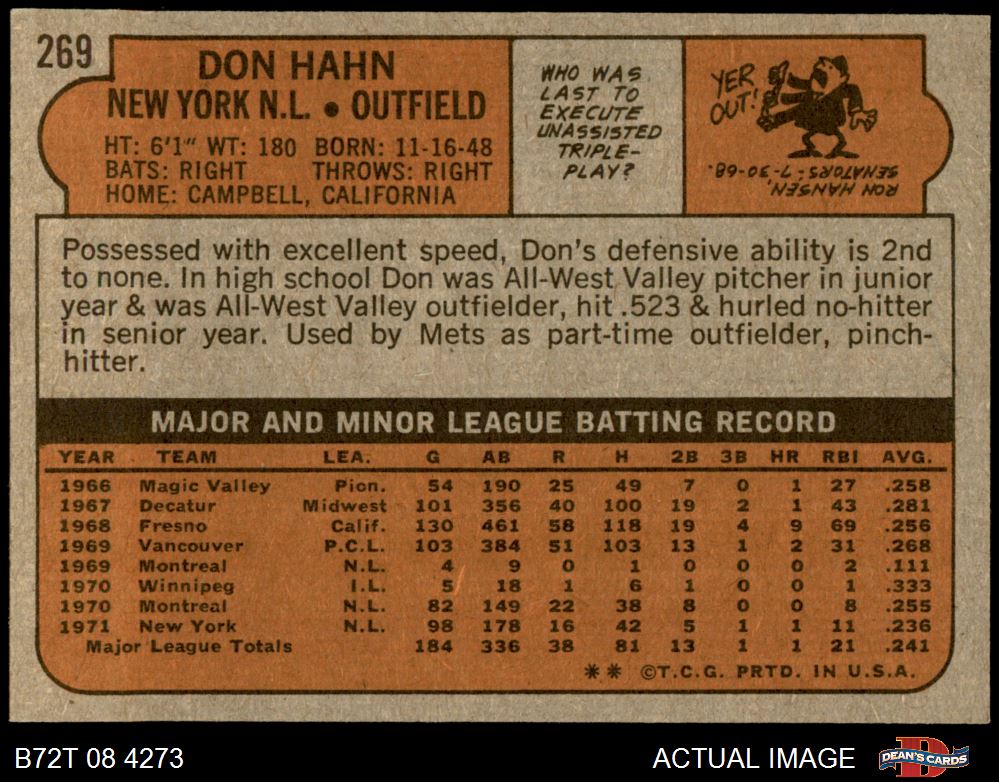 269
DON HAHN
NEW YORK N.L. • OUTFIELD
HT: 6'1" WT: 180 BORN: 11-16-48
BATS: RIGHT THROWS: RIGHT
HOME: CAMPBELL, CALIFORNIA
WHO WAS
LAST TO
EXECUTE
UNASSISTED
TRIPLE-
PLAY?
YER
OUT!
RON HANSEN,
SENATORS - 7-30-68.
Possessed with excellent speed, Don's defensive ability is 2nd
to none. In high school Don was All-West Valley pitcher in junior
year & was All-West Valley outfielder, hit .523 & hurled no-hitter
in senior year. Used by Mets as part-time outfielder, pinch-
hitter.
MAJOR AND MINOR LEAGUE BATTING RECORD
YEAR TEAM LEA. G AB R H 2B 3B HR RBI AVG.
1966 Magic Valley Pion. 54 190 25 49 7 0 1 27 .258
1967 Decatur Midwest 101 356 40 100 19 2 1 43 .281
1968 Fresno Calif. 130 461 58 118 19 4 9 69 .256
1969 Vancouver P.C.L. 103 384 51 103 13 1 2 31 .268
1969 Montreal N.L. 4 9 0 1 0 0 0 2 .111
1970 Winnipeg I.L. 5 18 1 6 1 0 0 1 .333
1970 Montreal N.L. 82 149 22 38 8 0 0 8 .255
1971 New York N.L. 98 178 16 42 5 1 1 11 .236
Major League Totals 184 336 38 81 13 1 1 21 .241
** ©T.C.G. PRTD. IN U.S.A.
B72T 08 4273
ACTUAL IMAGE
DEAN'S CARDS